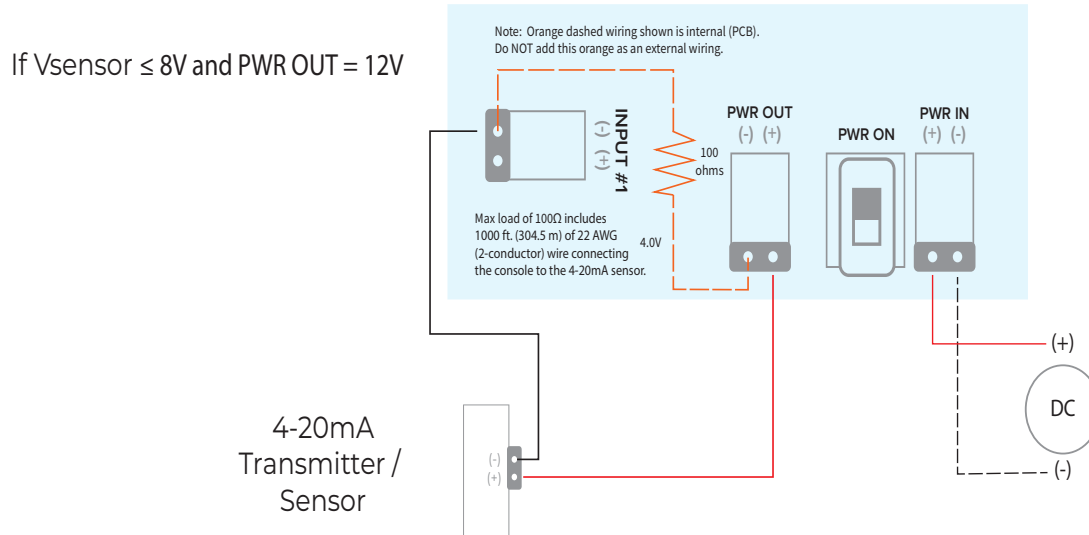 Note: Orange dashed wiring shown is internal (PCB).
Do NOT add this orange as an external wiring.
If Vsensor ≤ 8V and PWR OUT = 12V
PWR OUT
(-) (+)
PWR ON
PWR IN
(+) (-)
INPUT #1
(-) (+)
100
ohms
Max load of 100Ω includes
1000 ft. (304.5 m) of 22 AWG
(2-conductor) wire connecting
the console to the 4-20mA sensor.
4.0V
(+)
DC
(-)
4-20mA
Transmitter /
Sensor
(-)
(+)